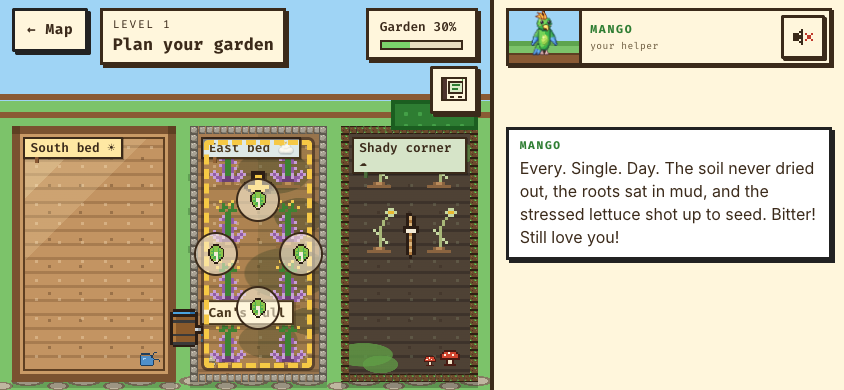 ← Map
LEVEL 1
Plan your garden
Garden 30%
MANGO
your helper
South bed ☀
East bed
Shady corner
MANGO
Every. Single. Day. The soil never dried
out, the roots sat in mud, and the
stressed lettuce shot up to seed. Bitter!
Still love you!